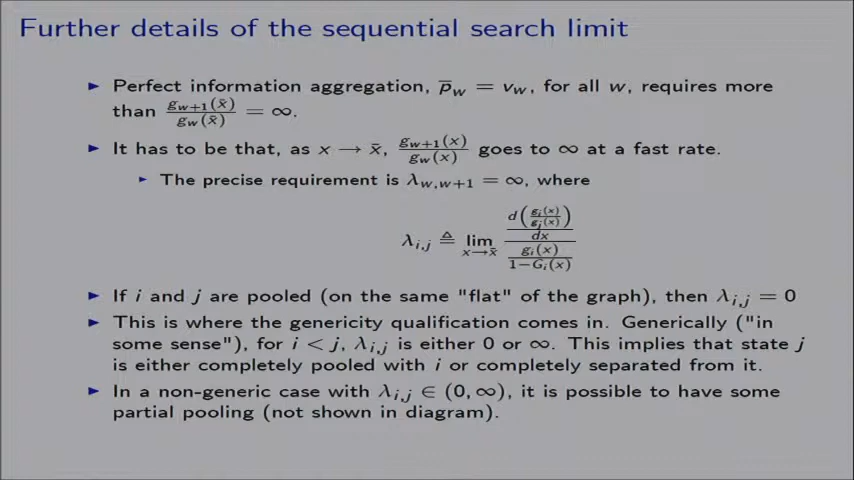 Further details of the sequential search limit
► Perfect information aggregation, p̅_w = v_w, for all w, requires more
than g_{w+1}(x̄)/g_w(x̄) = ∞.
► It has to be that, as x → x̄, g_{w+1}(x)/g_w(x) goes to ∞ at a fast rate.
► The precise requirement is λ_{w,w+1} = ∞, where
λ_{i,j} ≜ lim_{x→x̄} (d(g_i(x)/g_j(x))/dx) / (g_i(x)/(1−G_i(x)))
► If i and j are pooled (on the same "flat" of the graph), then λ_{i,j} = 0
► This is where the genericity qualification comes in. Generically ("in
some sense"), for i < j, λ_{i,j} is either 0 or ∞. This implies that state j
is either completely pooled with i or completely separated from it.
► In a non-generic case with λ_{i,j} ∈ (0, ∞), it is possible to have some
partial pooling (not shown in diagram).